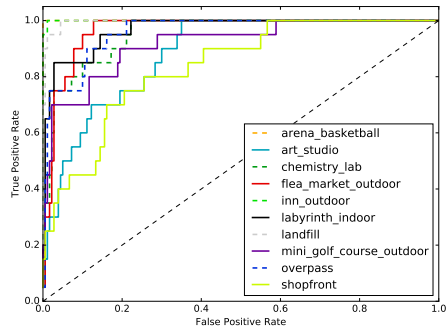 1.0
0.8
0.6
0.4
0.2
0.0
True Positive Rate
arena_basketball
art_studio
chemistry_lab
flea_market_outdoor
inn_outdoor
labyrinth_indoor
landfill
mini_golf_course_outdoor
overpass
shopfront
0.0 0.2 0.4 0.6 0.8 1.0
False Positive Rate